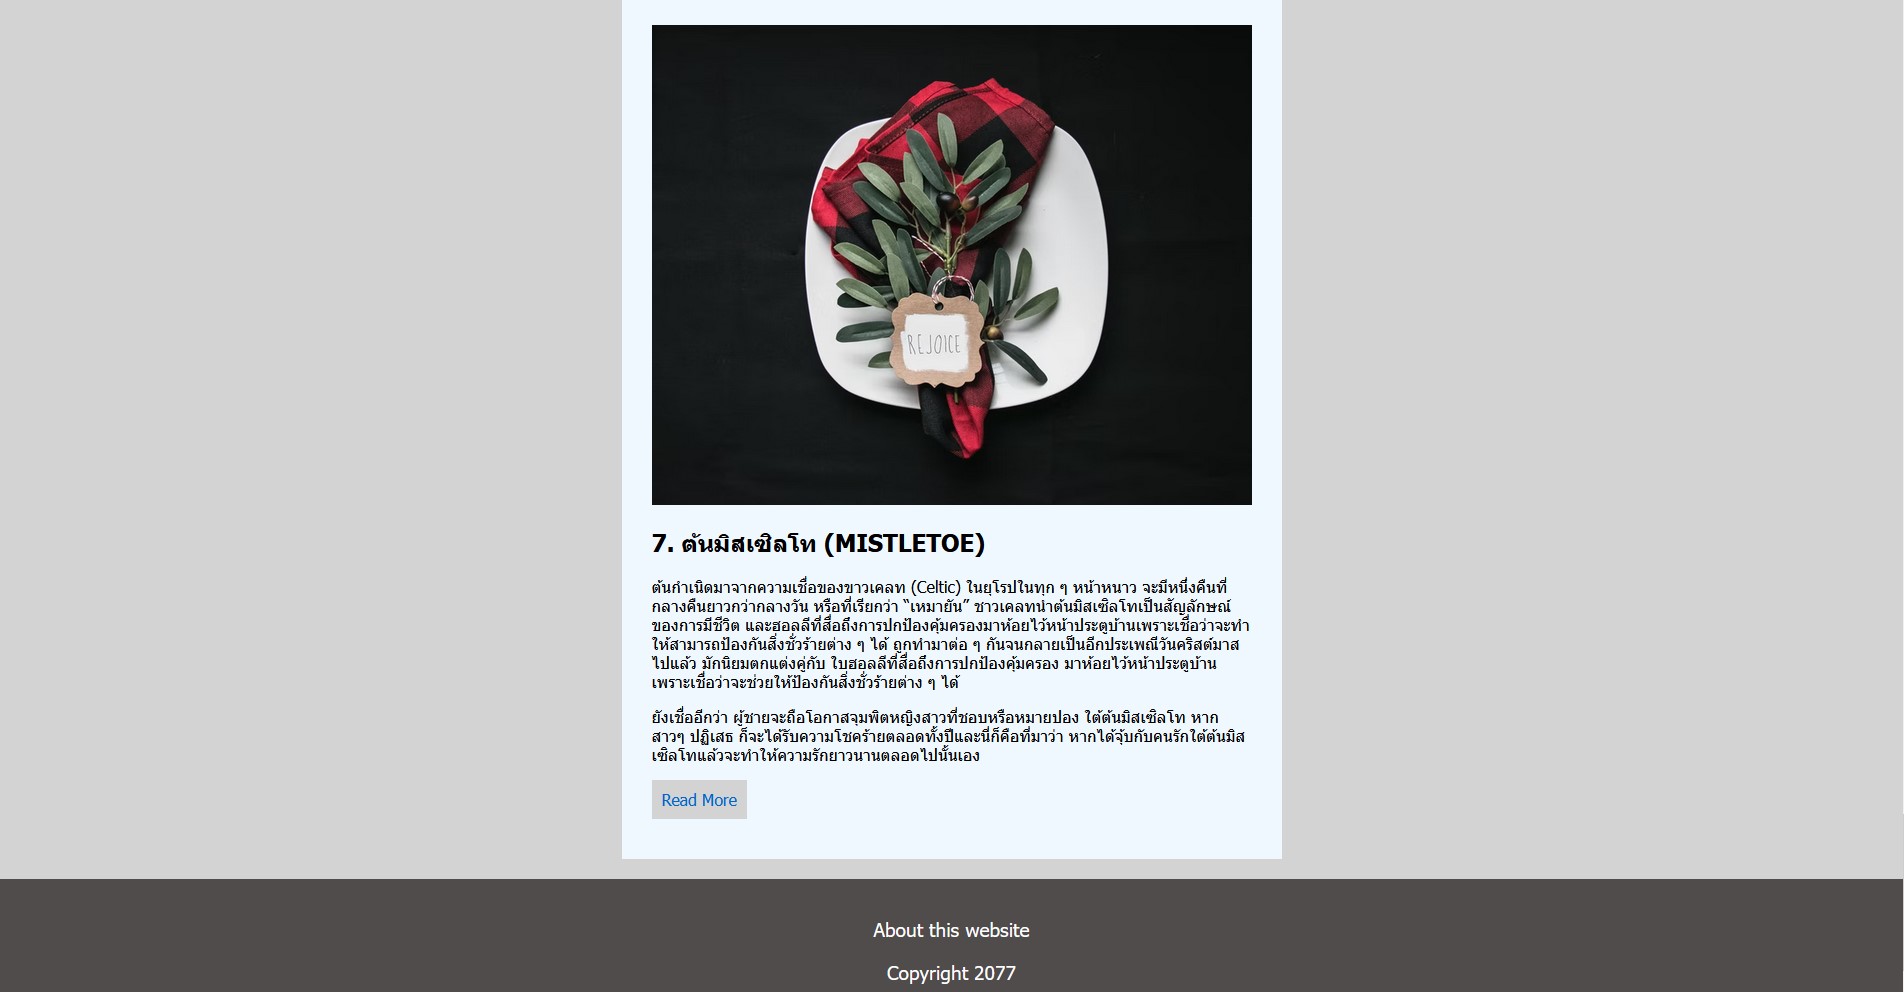 REJOICE
7. ต้นมิสเซิลโท (MISTLETOE)
ต้นกำเนิดมาจากความเชื่อของขาวเคลท (Celtic) ในยุโรปในทุก ๆ หน้าหนาว จะมีหนึ่งคืนที่
กลางคืนยาวกว่ากลางวัน หรือที่เรียกว่า “เหมายัน” ชาวเคลทนำต้นมิสเซิลโทเป็นสัญลักษณ์
ของการมีชีวิต และฮอลลีที่สื่อถึงการปกป้องคุ้มครองมาห้อยไว้หน้าประตูบ้านเพราะเชื่อว่าจะทำ
ให้สามารถป้องกันสิ่งชั่วร้ายต่าง ๆ ได้ ถูกทำมาต่อ ๆ กันจนกลายเป็นอีกประเพณีวันคริสต์มาส
ไปแล้ว มักนิยมตกแต่งคู่กับ ใบฮอลลีที่สื่อถึงการปกป้องคุ้มครอง มาห้อยไว้หน้าประตูบ้าน
เพราะเชื่อว่าจะช่วยให้ป้องกันสิ่งชั่วร้ายต่าง ๆ ได้
ยังเชื่ออีกว่า ผู้ชายจะถือโอกาสจุมพิตหญิงสาวที่ชอบหรือหมายปอง ใต้ต้นมิสเซิลโท หาก
สาวๆ ปฏิเสธ ก็จะได้รับความโชคร้ายตลอดทั้งปีและนี่ก็คือที่มาว่า หากได้จุ๊บกับคนรักใต้ต้นมิส
เซิลโทแล้วจะทำให้ความรักยาวนานตลอดไปนั้นเอง
Read More
About this website
Copyright 2077